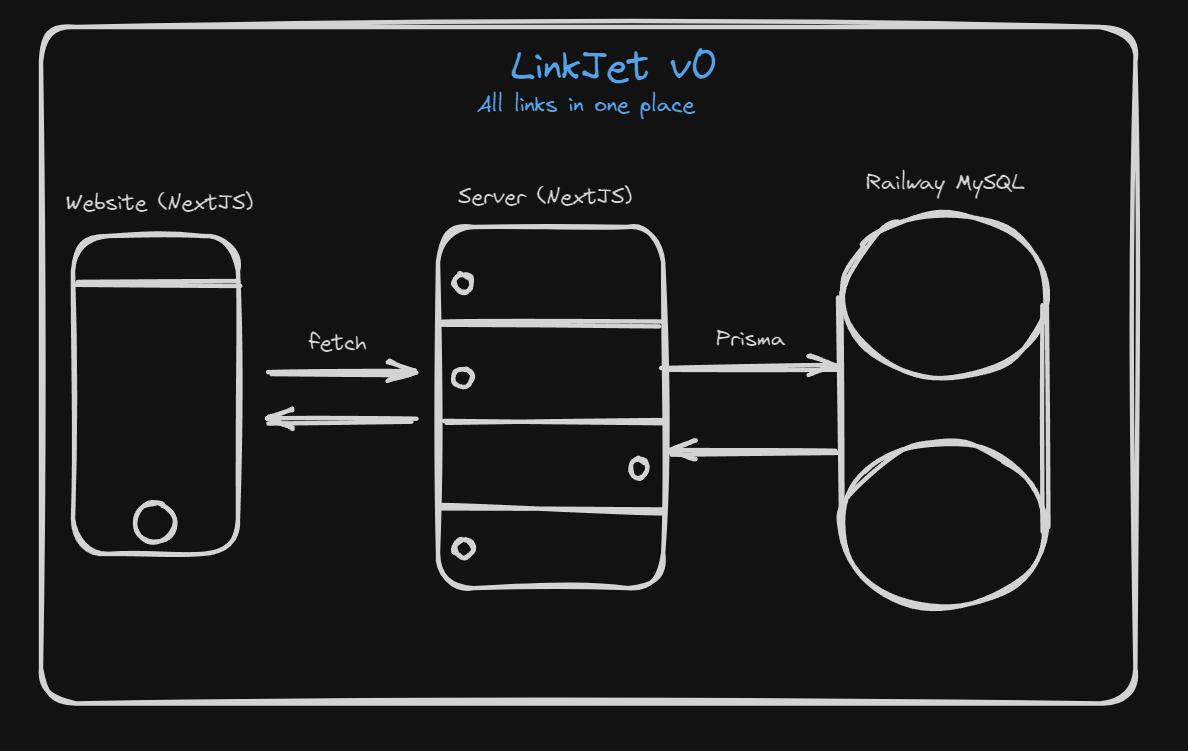 LinkJet v0
All links in one place
Website (NextJS)
Server (NextJS)
Railway MySQL
fetch
Prisma